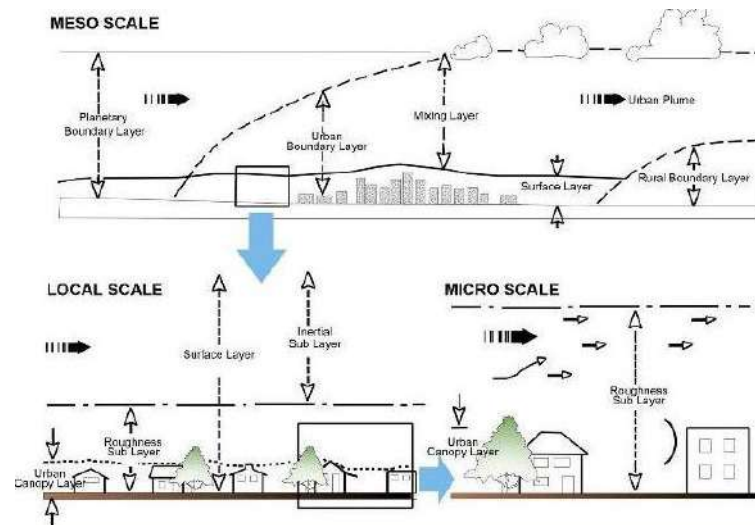 MESO SCALE
Planetary
Boundary Layer
Urban
Boundary Layer
Mixing Layer
Urban Plume
Surface Layer
Rural Boundary Layer
LOCAL SCALE
Surface Layer
Inertial
Sub Layer
Roughness
Sub Layer
Urban
Canopy Layer
MICRO SCALE
Roughness
Sub Layer
Urban
Canopy Layer